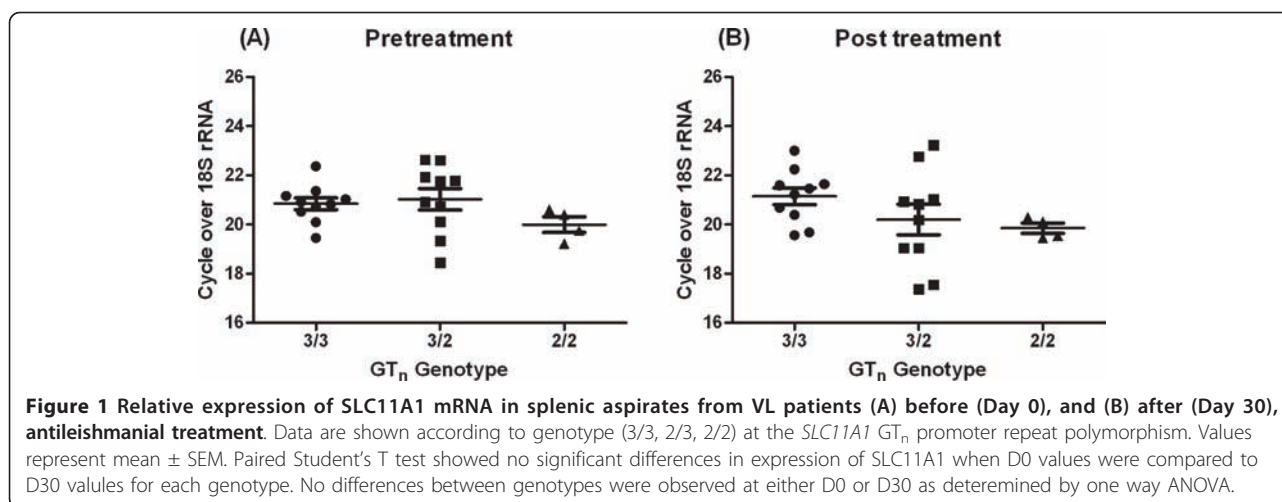 (A) Pretreatment
Cycle over 18S rRNA
26
24
22
20
18
16
3/3 3/2 2/2
GTn Genotype
(B) Post treatment
Cycle over 18S rRNA
26
24
22
20
18
16
3/3 3/2 2/2
GTn Genotype
Figure 1 Relative expression of SLC11A1 mRNA in splenic aspirates from VL patients (A) before (Day 0), and (B) after (Day 30),
antileishmanial treatment. Data are shown according to genotype (3/3, 2/3, 2/2) at the SLC11A1 GTn promoter repeat polymorphism. Values
represent mean ± SEM. Paired Student's T test showed no significant differences in expression of SLC11A1 when D0 values were compared to
D30 valules for each genotype. No differences between genotypes were observed at either D0 or D30 as deteremined by one way ANOVA.